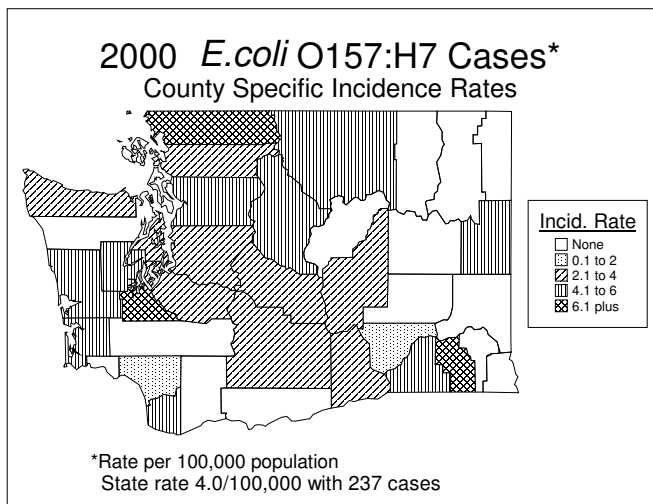 2000 E.coli O157:H7 Cases*
County Specific Incidence Rates
Incid. Rate
None
0.1 to 2
2.1 to 4
4.1 to 6
6.1 plus
*Rate per 100,000 population
State rate 4.0/100,000 with 237 cases